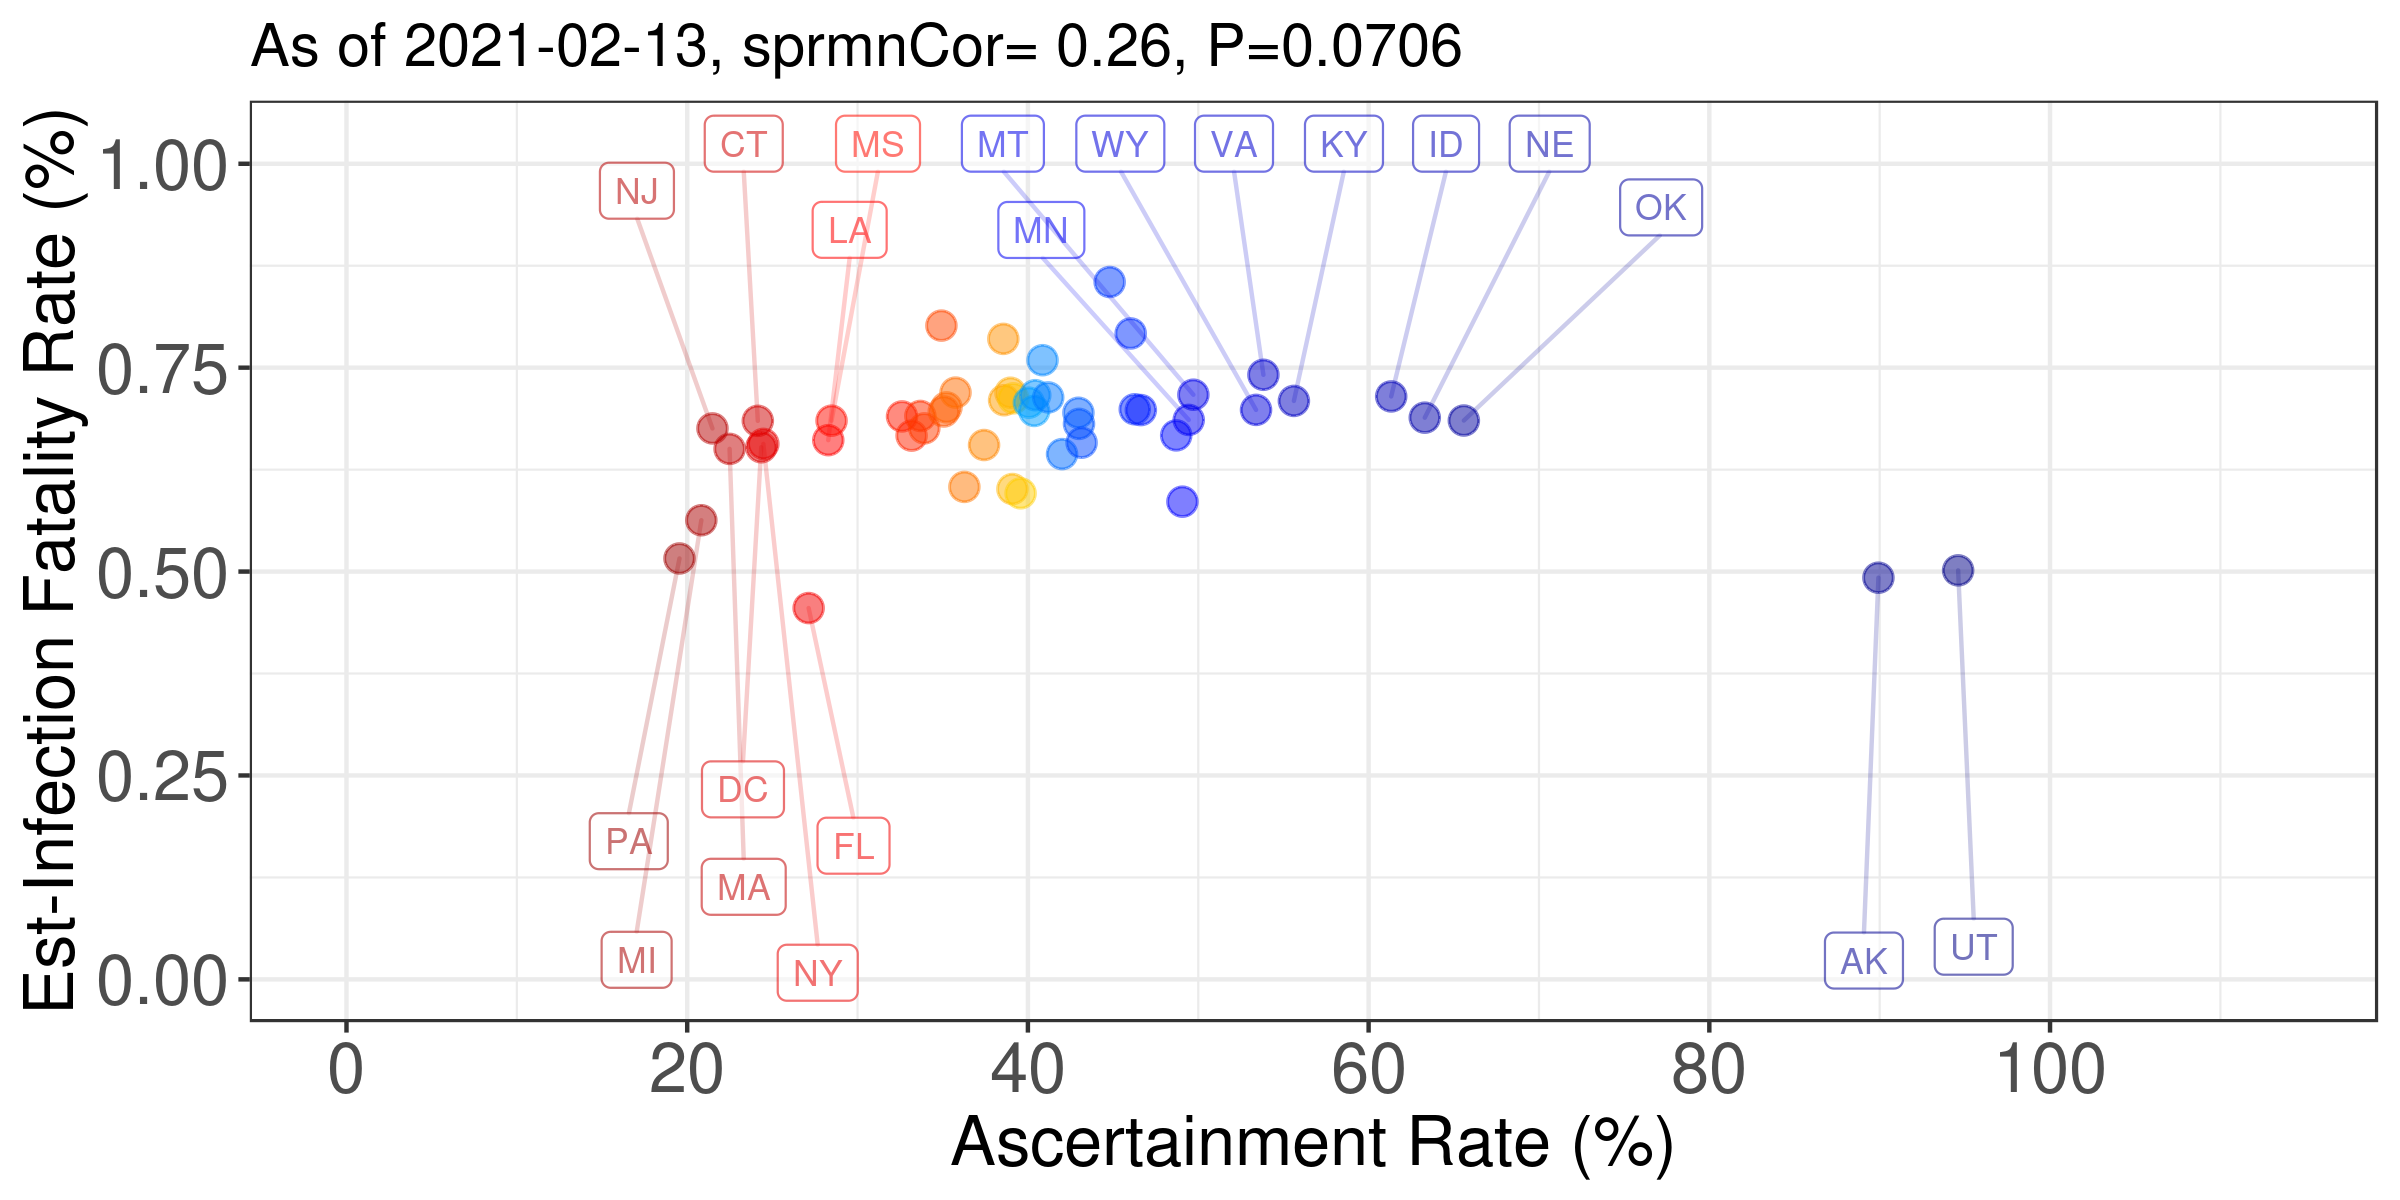 As of 2021-02-13, sprmnCor= 0.26, P=0.0706
Est-Infection Fatality Rate (%)
1.00
0.75
0.50
0.25
0.00
CT
MS
MT
WY
VA
KY
ID
NE
NJ
OK
LA
MN
DC
PA
FL
MA
MI
NY
AK
UT
0
20
40
60
80
100
Ascertainment Rate (%)